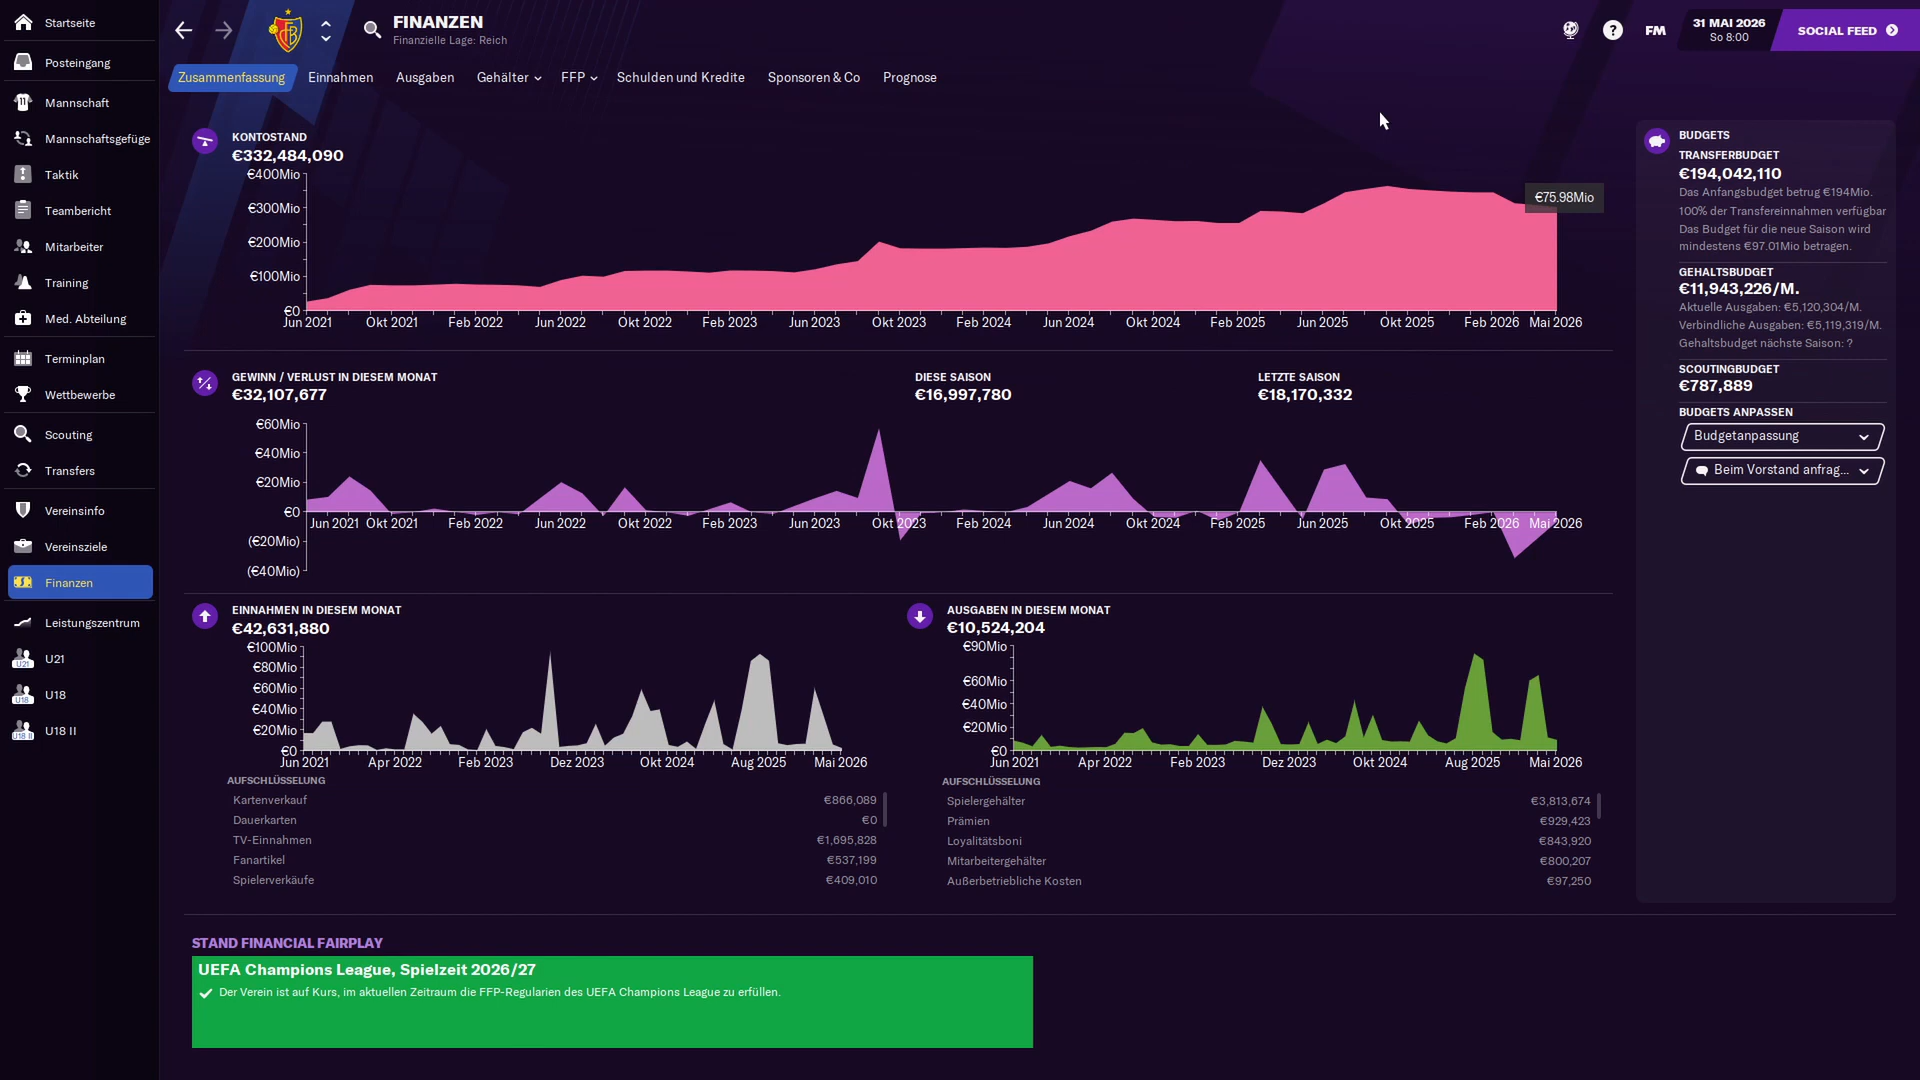 Startseite
Posteingang
Mannschaft
Mannschaftsgefüge
Taktik
Teambericht
Mitarbeiter
Training
Med. Abteilung
Terminplan
Wettbewerbe
Scouting
Transfers
Vereinsinfo
Vereinsziele
Finanzen
Leistungszentrum
U21
U21
U18
U18
U18 II
U18 II
FCB
FINANZEN
Finanzielle Lage: Reich
?
FM
31 MAI 2026
So 8:00
SOCIAL FEED
Zusammenfassung Einnahmen Ausgaben Gehälter FFP Schulden und Kredite Sponsoren & Co Prognose
KONTOSTAND
€332,484,090
€400Mio
€300Mio
€200Mio
€100Mio
€0
€75.98Mio
Jun 2021 Okt 2021 Feb 2022 Jun 2022 Okt 2022 Feb 2023 Jun 2023 Okt 2023 Feb 2024 Jun 2024 Okt 2024 Feb 2025 Jun 2025 Okt 2025 Feb 2026 Mai 2026
GEWINN / VERLUST IN DIESEM MONAT
€32,107,677
DIESE SAISON
€16,997,780
LETZTE SAISON
€18,170,332
€60Mio
€40Mio
€20Mio
€0
(€20Mio)
(€40Mio)
Jun 2021 Okt 2021 Feb 2022 Jun 2022 Okt 2022 Feb 2023 Jun 2023 Okt 2023 Feb 2024 Jun 2024 Okt 2024 Feb 2025 Jun 2025 Okt 2025 Feb 2026 Mai 2026
EINNAHMEN IN DIESEM MONAT
€42,631,880
€100Mio
€80Mio
€60Mio
€40Mio
€20Mio
€0
Jun 2021 Apr 2022 Feb 2023 Dez 2023 Okt 2024 Aug 2025 Mai 2026
AUFSCHLÜSSELUNG
Kartenverkauf €866,089
Dauerkarten €0
TV-Einnahmen €1,695,828
Fanartikel €537,199
Spielerverkäufe €409,010
AUSGABEN IN DIESEM MONAT
€10,524,204
€90Mio
€60Mio
€40Mio
€20Mio
€0
Jun 2021 Apr 2022 Feb 2023 Dez 2023 Okt 2024 Aug 2025 Mai 2026
AUFSCHLÜSSELUNG
Spielergehälter €3,813,674
Prämien €929,423
Loyalitätsboni €843,920
Mitarbeitergehälter €800,207
Außerbetriebliche Kosten €97,250
BUDGETS
TRANSFERBUDGET
€194,042,110
Das Anfangsbudget betrug €194Mio.
100% der Transfereinnahmen verfügbar
Das Budget für die neue Saison wird
mindestens €97.01Mio betragen.
GEHALTSBUDGET
€11,943,226/M.
Aktuelle Ausgaben: €5,120,304/M.
Verbindliche Ausgaben: €5,119,319/M.
Gehaltsbudget nächste Saison: ?
SCOUTINGBUDGET
€787,889
BUDGETS ANPASSEN
Budgetanpassung
Beim Vorstand anfrag...
STAND FINANCIAL FAIRPLAY
UEFA Champions League, Spielzeit 2026/27
Der Verein ist auf Kurs, im aktuellen Zeitraum die FFP-Regularien des UEFA Champions League zu erfüllen.